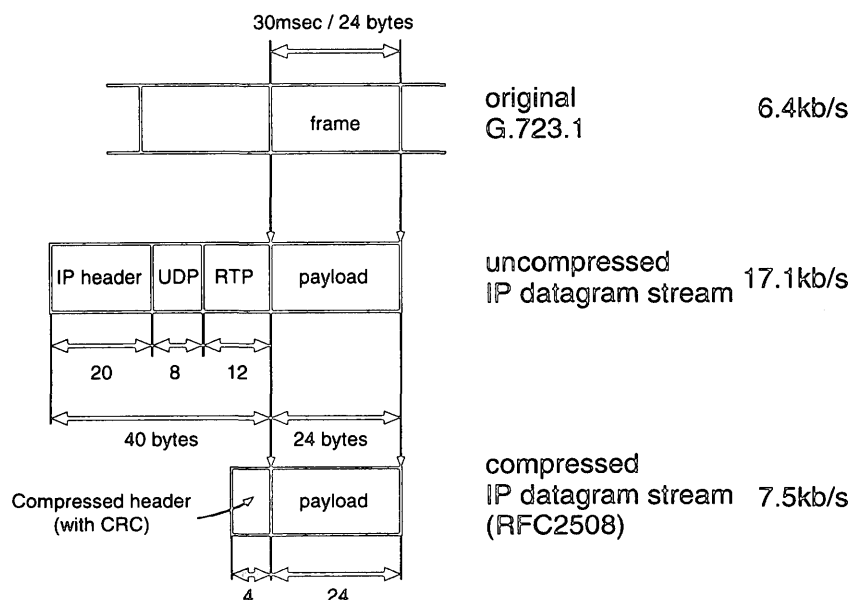 30msec / 24 bytes
frame
original
G.723.1
6.4kb/s
IP header
UDP
RTP
payload
uncompressed
IP datagram stream
17.1kb/s
20
8
12
40 bytes
24 bytes
Compressed header
(with CRC)
payload
compressed
IP datagram stream
(RFC2508)
7.5kb/s
4
24